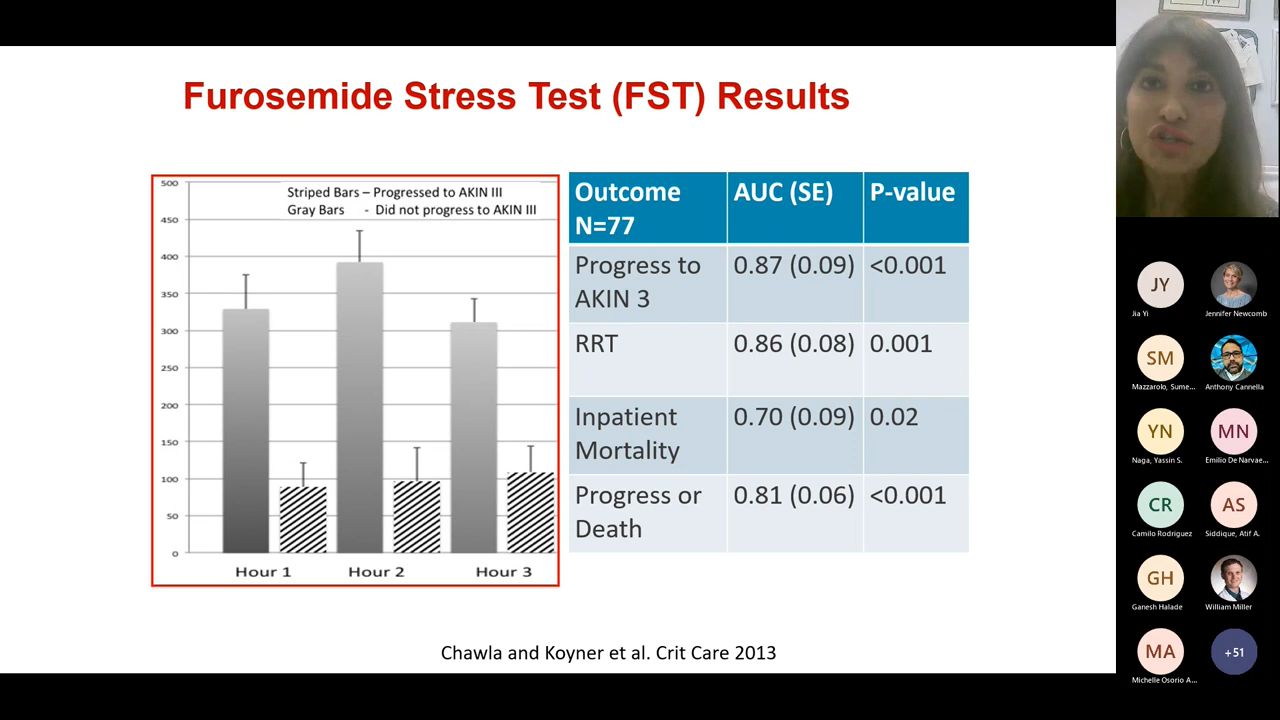 Furosemide Stress Test (FST) Results
Striped Bars – Progressed to AKIN III
Gray Bars - Did not progress to AKIN III
500
450
400
350
300
250
200
150
100
50
0
Hour 1 Hour 2 Hour 3
Outcome N=77 AUC (SE) P-value
Progress to AKIN 3 0.87 (0.09) <0.001
RRT 0.86 (0.08) 0.001
Inpatient Mortality 0.70 (0.09) 0.02
Progress or Death 0.81 (0.06) <0.001
Chawla and Koyner et al. Crit Care 2013
W
JY
Jia Yi
Jennifer Newcomb
SM
Mazzarolo, Sume...
Anthony Cannella
YN
Naga, Yassin S.
MN
Emilio De Narvae...
CR
Camilo Rodriguez
AS
Siddique, Atif A.
GH
Ganesh Halade
William Miller
MA
Michelle Osorio A...
+51